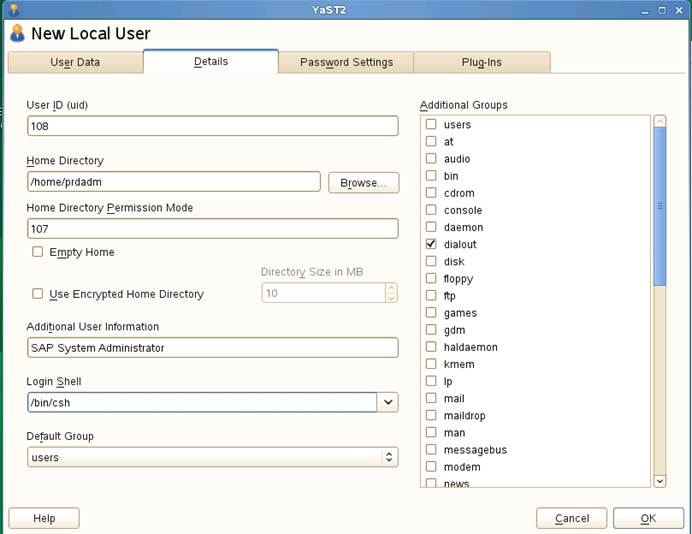 YaST2
New Local User
User Data
Details
Password Settings
Plug-Ins
User ID (uid)
108
Home Directory
/home/prdadm
Browse...
Home Directory Permission Mode
107
Empty Home
Directory Size in MB
Use Encrypted Home Directory
10
Additional User Information
SAP System Administrator
Login Shell
/bin/csh
Default Group
users
Additional Groups
users
at
audio
bin
cdrom
console
daemon
dialout
disk
floppy
ftp
games
gdm
haldaemon
kmem
lp
mail
maildrop
man
messagebus
modem
news
Help
Cancel
OK